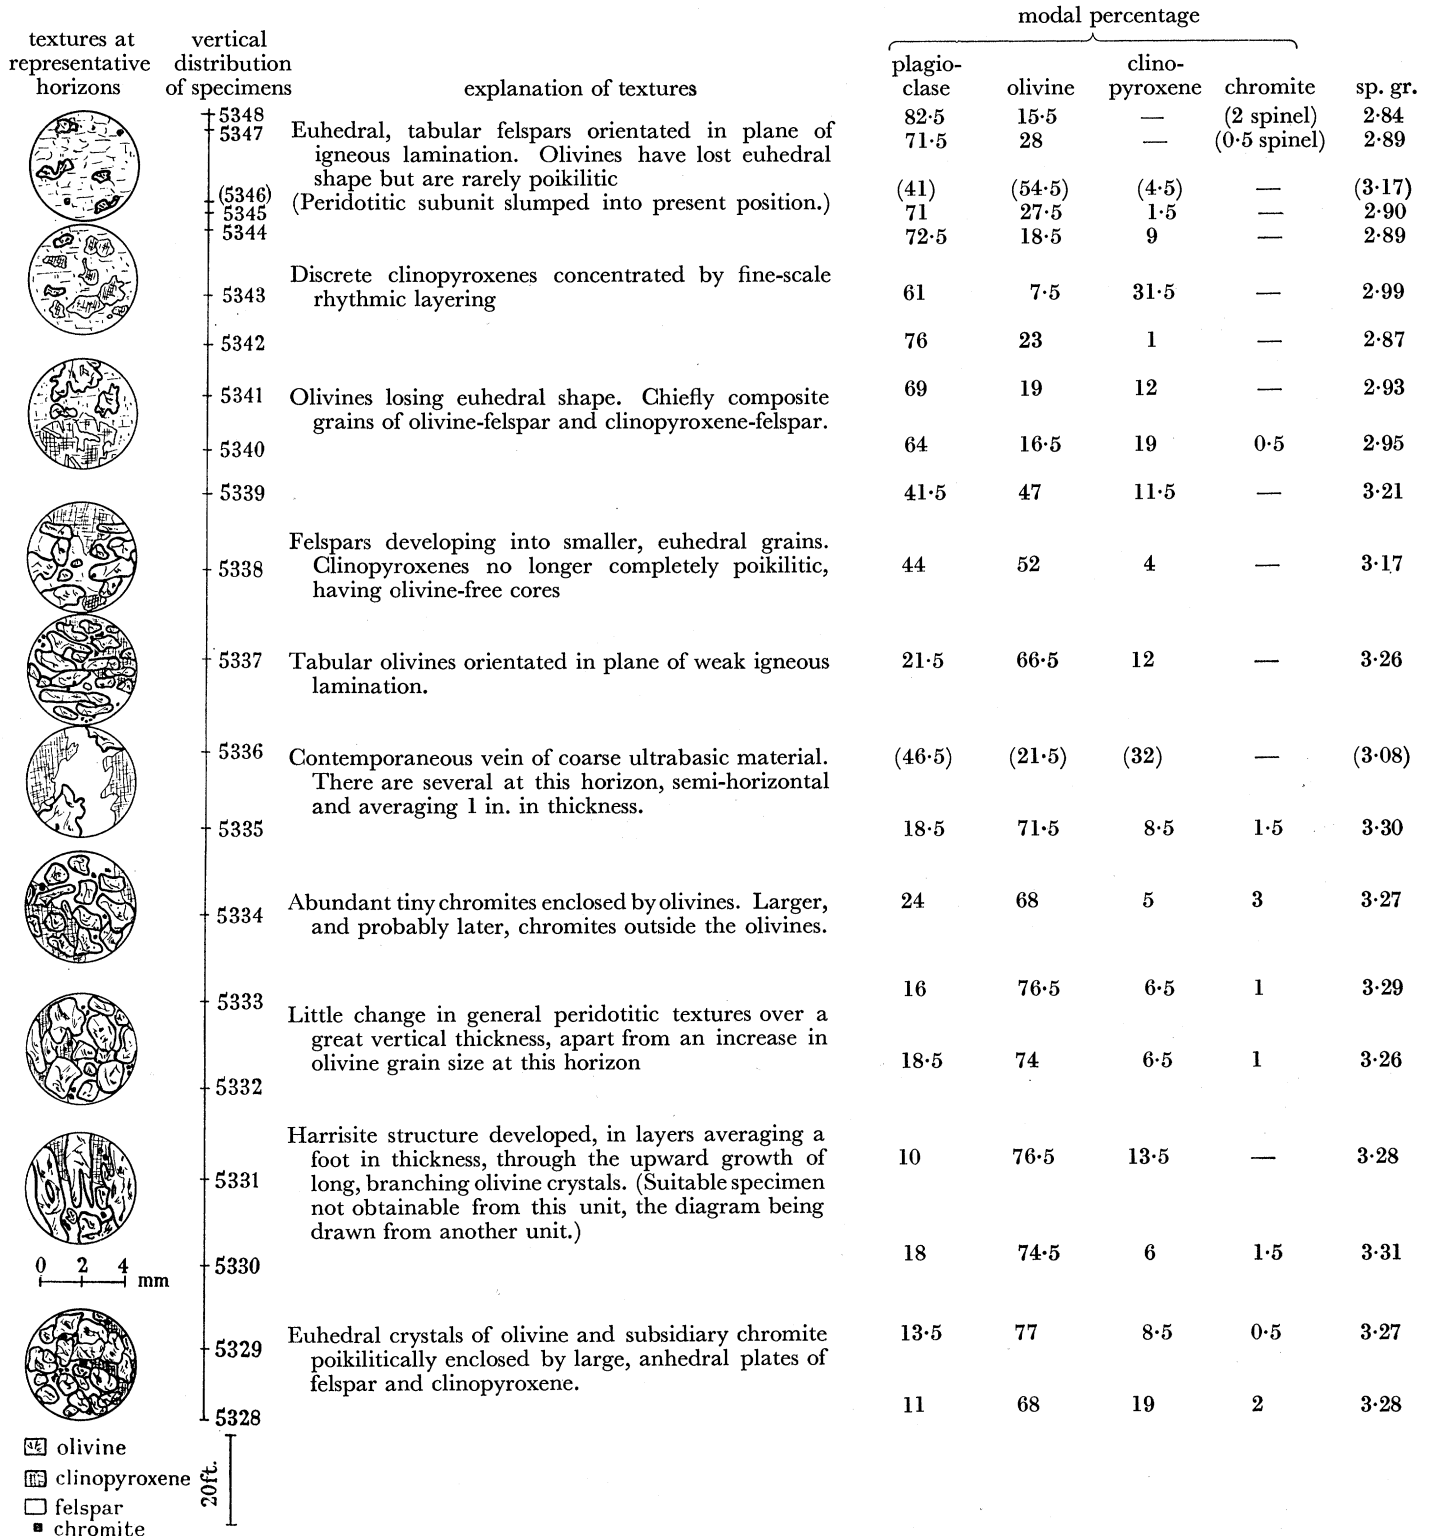 modal percentage
textures at representative horizons
vertical distribution of specimens
explanation of textures
plagio-clase
olivine
clino-pyroxene
chromite
sp. gr.
5348 82·5 15·5 — (2 spinel) 2·84
5347 71·5 28 — (0·5 spinel) 2·89
Euhedral, tabular felspars orientated in plane of
igneous lamination. Olivines have lost euhedral
shape but are rarely poikilitic
(5346) (41) (54·5) (4·5) — (3·17)
(Peridotitic subunit slumped into present position.)
5345 71 27·5 1·5 — 2·90
5344 72·5 18·5 9 — 2·89
Discrete clinopyroxenes concentrated by fine-scale
rhythmic layering
5343 61 7·5 31·5 — 2·99
5342 76 23 1 — 2·87
5341 69 19 12 — 2·93
Olivines losing euhedral shape. Chiefly composite
grains of olivine-felspar and clinopyroxene-felspar.
5340 64 16·5 19 0·5 2·95
5339 41·5 47 11·5 — 3·21
Felspars developing into smaller, euhedral grains.
Clinopyroxenes no longer completely poikilitic,
having olivine-free cores
5338 44 52 4 — 3·17
5337 21·5 66·5 12 — 3·26
Tabular olivines orientated in plane of weak igneous
lamination.
5336 (46·5) (21·5) (32) — (3·08)
Contemporaneous vein of coarse ultrabasic material.
There are several at this horizon, semi-horizontal
and averaging 1 in. in thickness.
5335 18·5 71·5 8·5 1·5 3·30
5334 24 68 5 3 3·27
Abundant tiny chromites enclosed by olivines. Larger,
and probably later, chromites outside the olivines.
5333 16 76·5 6·5 1 3·29
Little change in general peridotitic textures over a
great vertical thickness, apart from an increase in
olivine grain size at this horizon
5332 18·5 74 6·5 1 3·26
Harrisite structure developed, in layers averaging a
foot in thickness, through the upward growth of
long, branching olivine crystals. (Suitable specimen
not obtainable from this unit, the diagram being
drawn from another unit.)
5331 10 76·5 13·5 — 3·28
5330 18 74·5 6 1·5 3·31
0 2 4 mm
5329 13·5 77 8·5 0·5 3·27
Euhedral crystals of olivine and subsidiary chromite
poikilitically enclosed by large, anhedral plates of
felspar and clinopyroxene.
5328 11 68 19 2 3·28
olivine
clinopyroxene
felspar
chromite
20ft.